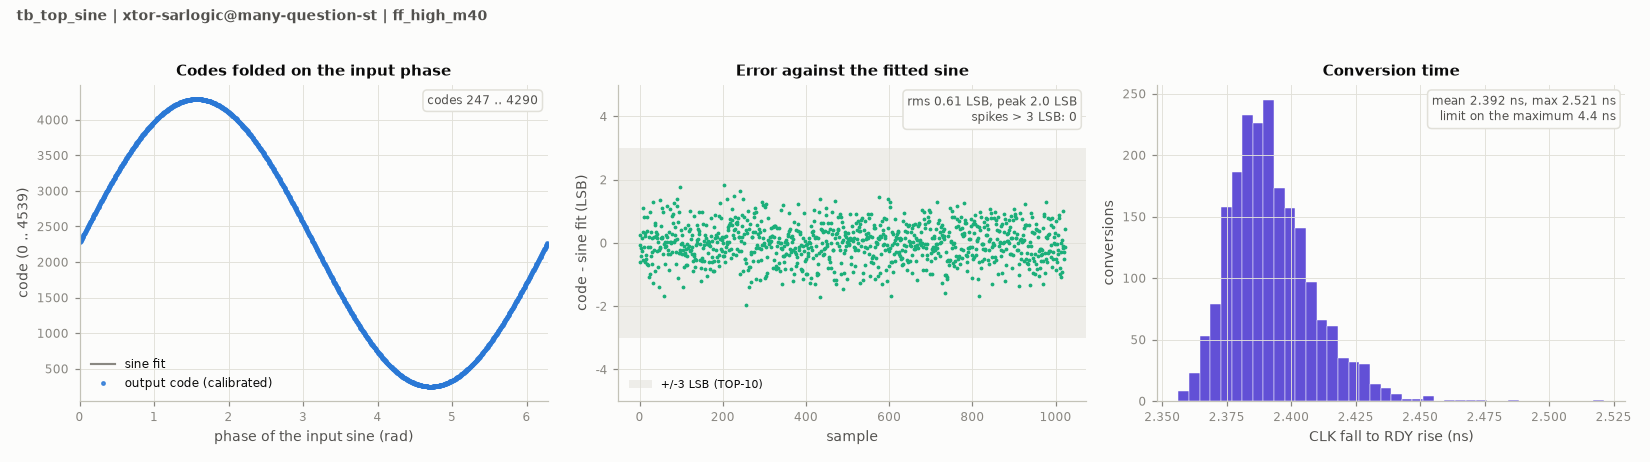 tb_top_sine | xtor-sarlogic@many-question-st | ff_high_m40
Codes folded on the input phase
codes 247 .. 4290
4000
3500
3000
2500
2000
1500
1000
500
code (0 .. 4539)
sine fit
output code (calibrated)
0 1 2 3 4 5 6
phase of the input sine (rad)
Error against the fitted sine
rms 0.61 LSB, peak 2.0 LSB
spikes > 3 LSB: 0
4
2
0
-2
-4
code - sine fit (LSB)
+/-3 LSB (TOP-10)
0 200 400 600 800 1000
sample
Conversion time
mean 2.392 ns, max 2.521 ns
limit on the maximum 4.4 ns
250
200
150
100
50
0
conversions
2.350 2.375 2.400 2.425 2.450 2.475 2.500 2.525
CLK fall to RDY rise (ns)